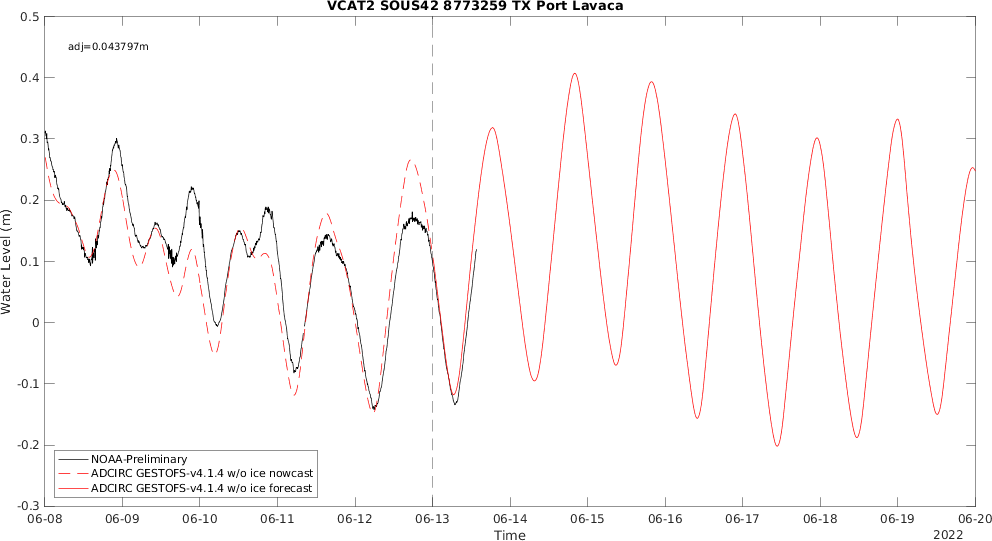 VCAT2 SOUS42 8773259 TX Port Lavaca
adj=0.043797m
Water Level (m)
0.5
0.4
0.3
0.2
0.1
0
-0.1
-0.2
-0.3
NOAA-Preliminary
ADCIRC GESTOFS-v4.1.4 w/o ice nowcast
ADCIRC GESTOFS-v4.1.4 w/o ice forecast
06-08 06-09 06-10 06-11 06-12 06-13 06-14 06-15 06-16 06-17 06-18 06-19 06-20
Time
2022